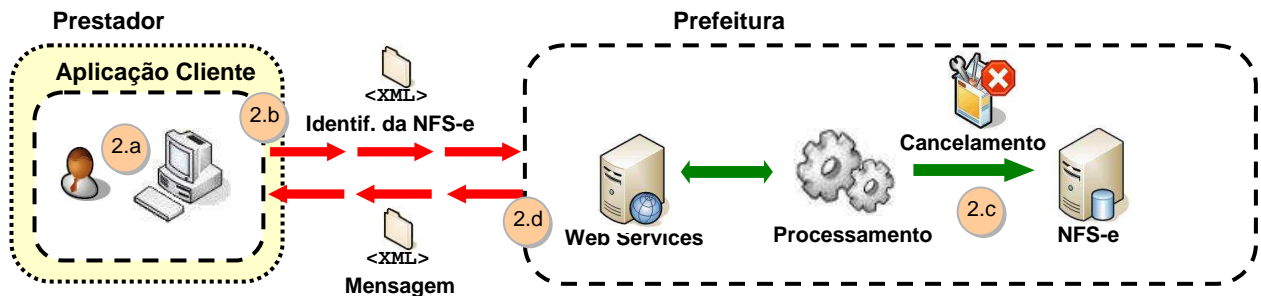 Prestador
Prefeitura
Aplicação Cliente
2.a
2.b
<XML>
Identif. da NFS-e
<XML>
Mensagem
2.d
Web Services
Processamento
Cancelamento
2.c
NFS-e